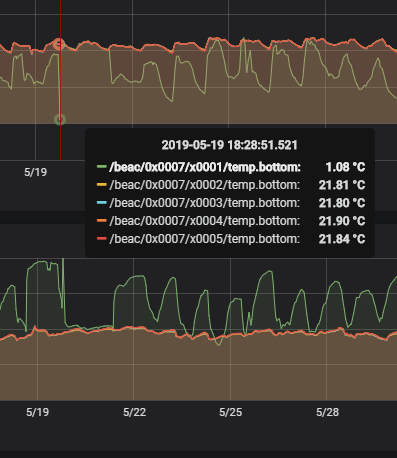 5/19
2019-05-19 18:28:51.521
/beac/0x0007/x0001/temp.bottom: 1.08 °C
/beac/0x0007/x0002/temp.bottom: 21.81 °C
/beac/0x0007/x0003/temp.bottom: 21.80 °C
/beac/0x0007/x0004/temp.bottom: 21.90 °C
/beac/0x0007/x0005/temp.bottom: 21.84 °C
5/19 5/22 5/25 5/28